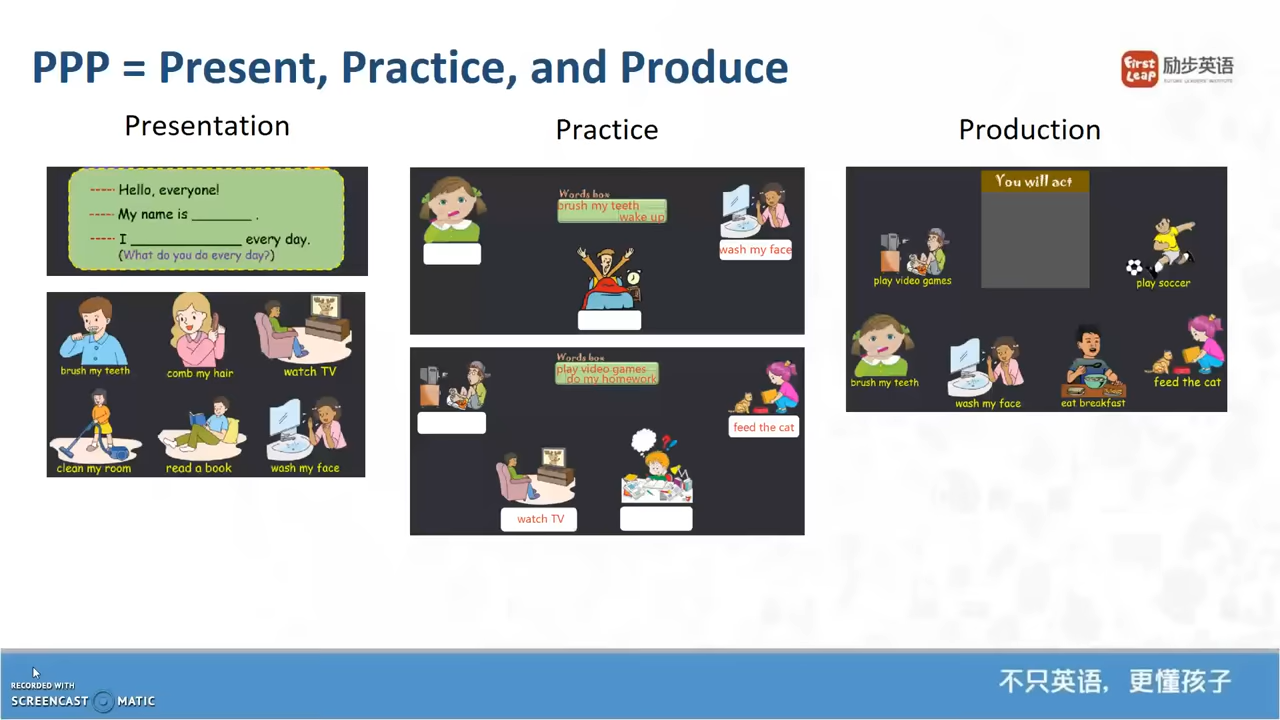 PPP = Present, Practice, and Produce
First Leap 励步英语
Presentation
Hello, everyone!
My name is ________ .
I ______________ every day.
(What do you do every day?)
brush my teeth
comb my hair
watch TV
clean my room
read a book
wash my face
Practice
Words box
brush my teeth
wake up
wash my face
Words box
play video games
do my homework
feed the cat
watch TV
Production
You will act
play video games
play soccer
brush my teeth
wash my face
eat breakfast
feed the cat
RECORDED WITH
SCREENCAST MATIC
不只英语，更懂孩子